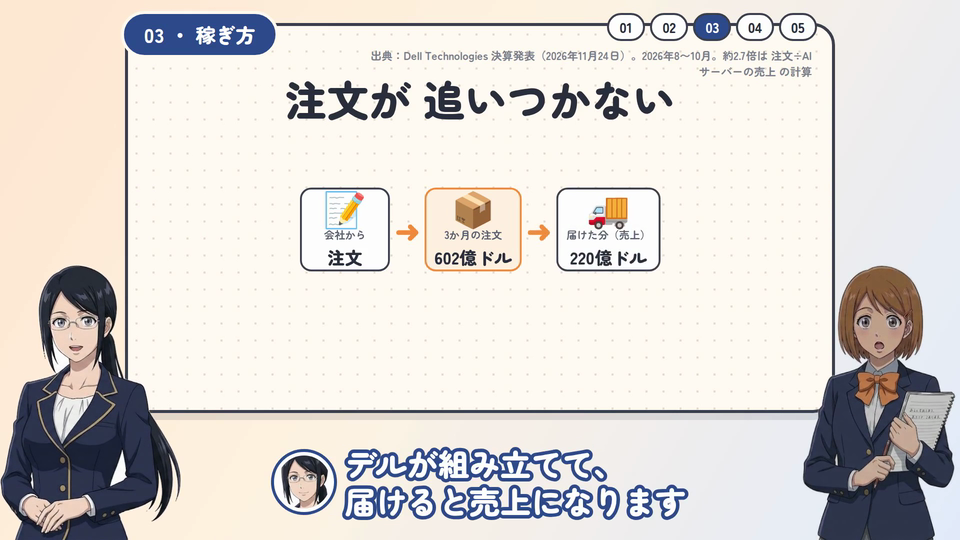 03 ・ 稼ぎ方
01 02 03 04 05
出典：Dell Technologies 決算発表（2026年11月24日）。2026年8〜10月。約2.7倍は 注文÷AI
サーバーの売上 の計算
注文が 追いつかない
会社から
注文
3か月の注文
602億ドル
届けた分（売上）
220億ドル
デルが組み立てて、
届けると売上になります